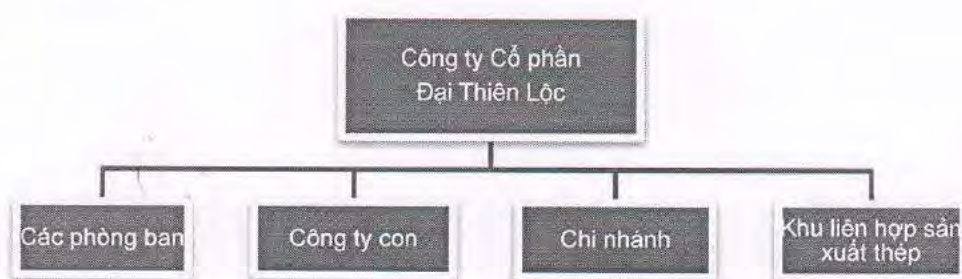 Công ty Cổ phần
Đại Thiên Lộc
Các phòng ban
Công ty con
Chi nhánh
Khu liên hợp sản
xuất thép